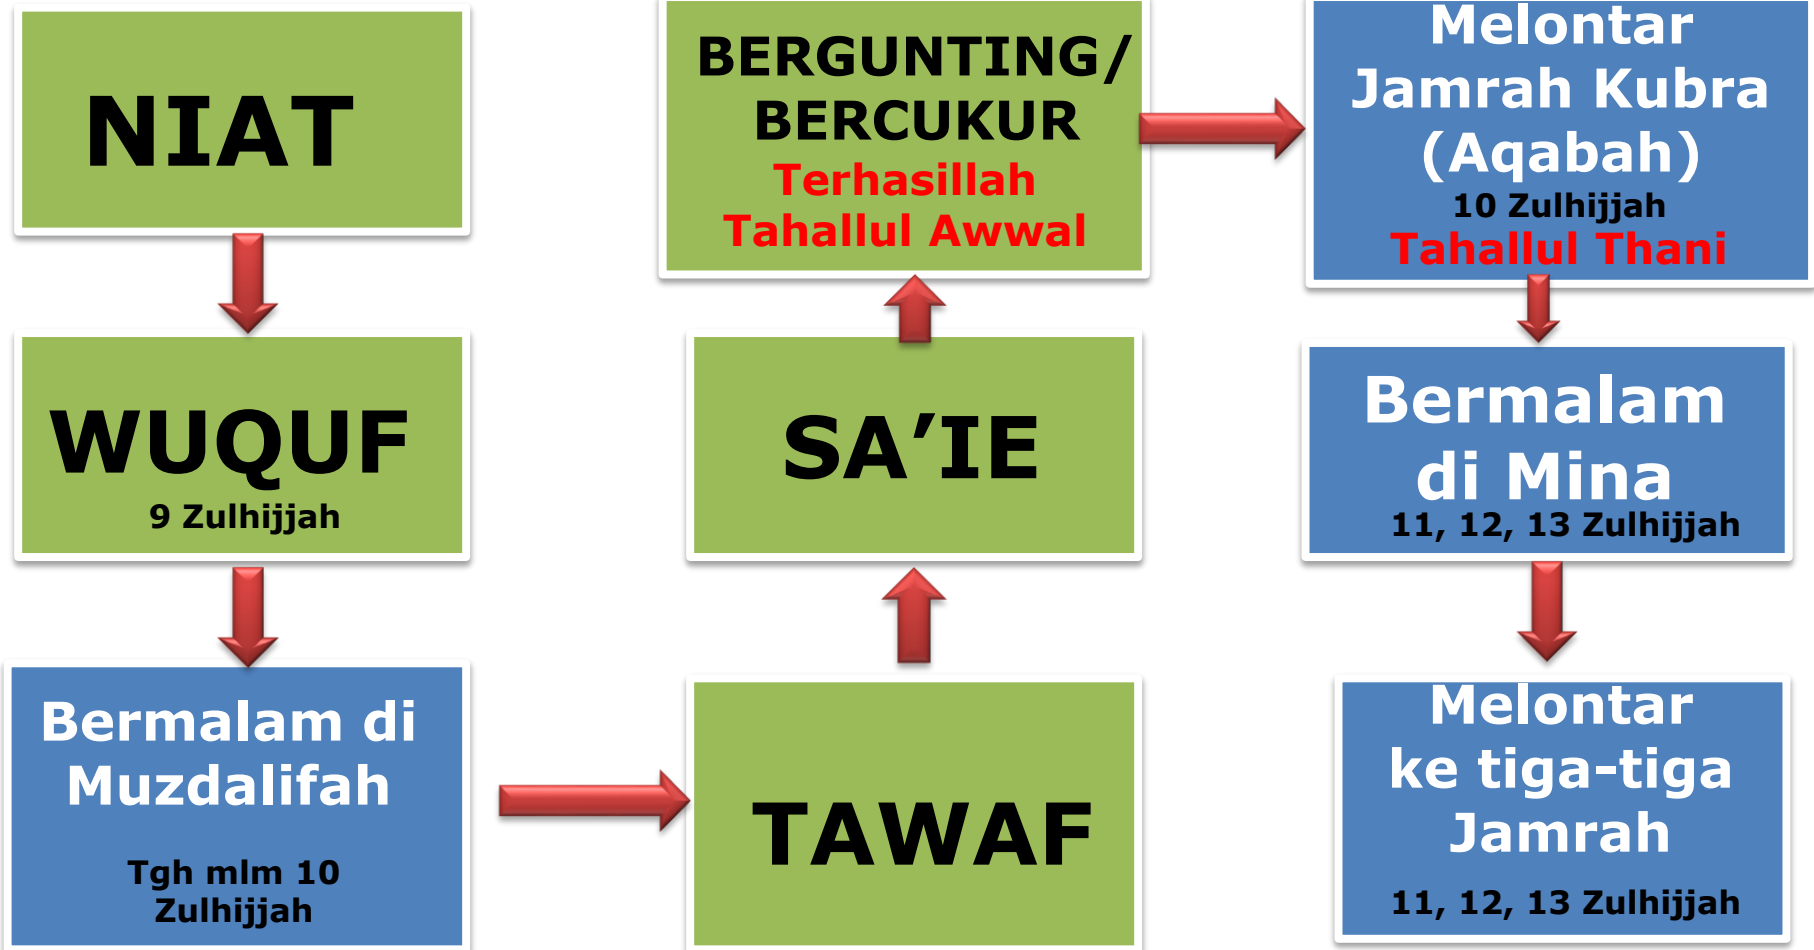 NIAT
WUQUF
9 Zulhijjah
Bermalam di
Muzdalifah
Tgh mlm 10
Zulhijjah
TAWAF
SA’IE
BERGUNTING/
BERCUKUR
Terhasillah
Tahallul Awwal
Melontar
Jamrah Kubra
(Aqabah)
10 Zulhijjah
Tahallul Thani
Bermalam
di Mina
11, 12, 13 Zulhijjah
Melontar
ke tiga-tiga
Jamrah
11, 12, 13 Zulhijjah